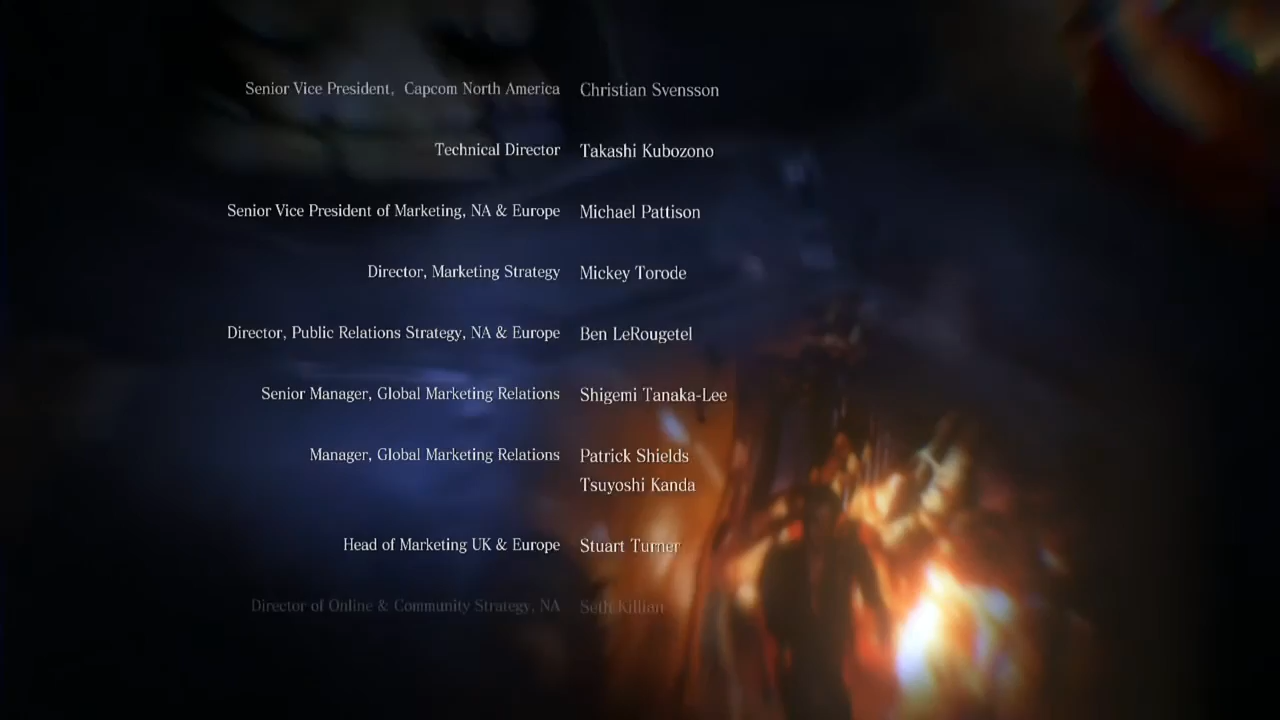 Senior Vice President, Capcom North America Christian Svensson
Technical Director Takashi Kubozono
Senior Vice President of Marketing, NA & Europe Michael Pattison
Director, Marketing Strategy Mickey Torode
Director, Public Relations Strategy, NA & Europe Ben LeRougetel
Senior Manager, Global Marketing Relations Shigemi Tanaka-Lee
Manager, Global Marketing Relations Patrick Shields
Tsuyoshi Kanda
Head of Marketing UK & Europe Stuart Turner
Director of Online & Community Strategy, NA Seth Killian